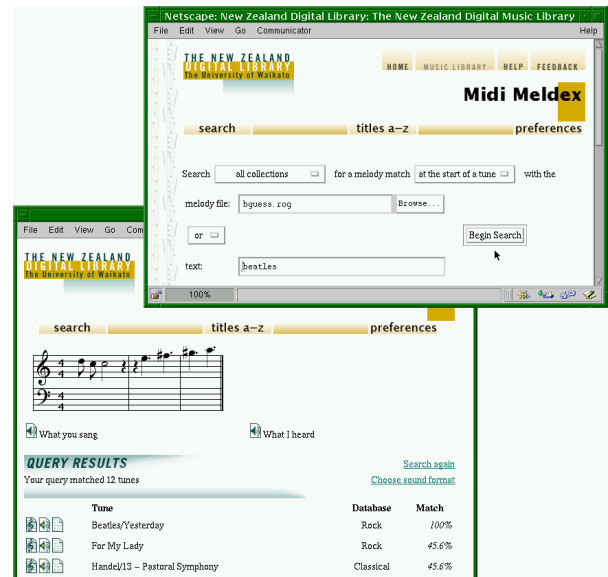 Netscape: New Zealand Digital Library: The New Zealand Digital Music Library
File Edit View Go Communicator Help
THE NEW ZEALAND
DIGITAL LIBRARY
The University of Waikato
HOME MUSIC LIBRARY HELP FEEDBACK
Midi Meldex
search titles a–z preferences
Search all collections for a melody match at the start of a tune with the
melody file: bguess.rog Browse...
or Begin Search
text: beatles
100%
File Edit View Go Com
THE NEW ZEALAND
DIGITAL LIBRARY
The University of Waikato
search titles a–z preferences
4 4
4 4
What you sang What I heard
QUERY RESULTS Search again
Your query matched 12 tunes Choose sound format
Tune Database Match
Beatles/Yesterday Rock 100%
For My Lady Rock 45.6%
Handel/13 – Pastoral Symphony Classical 45.6%